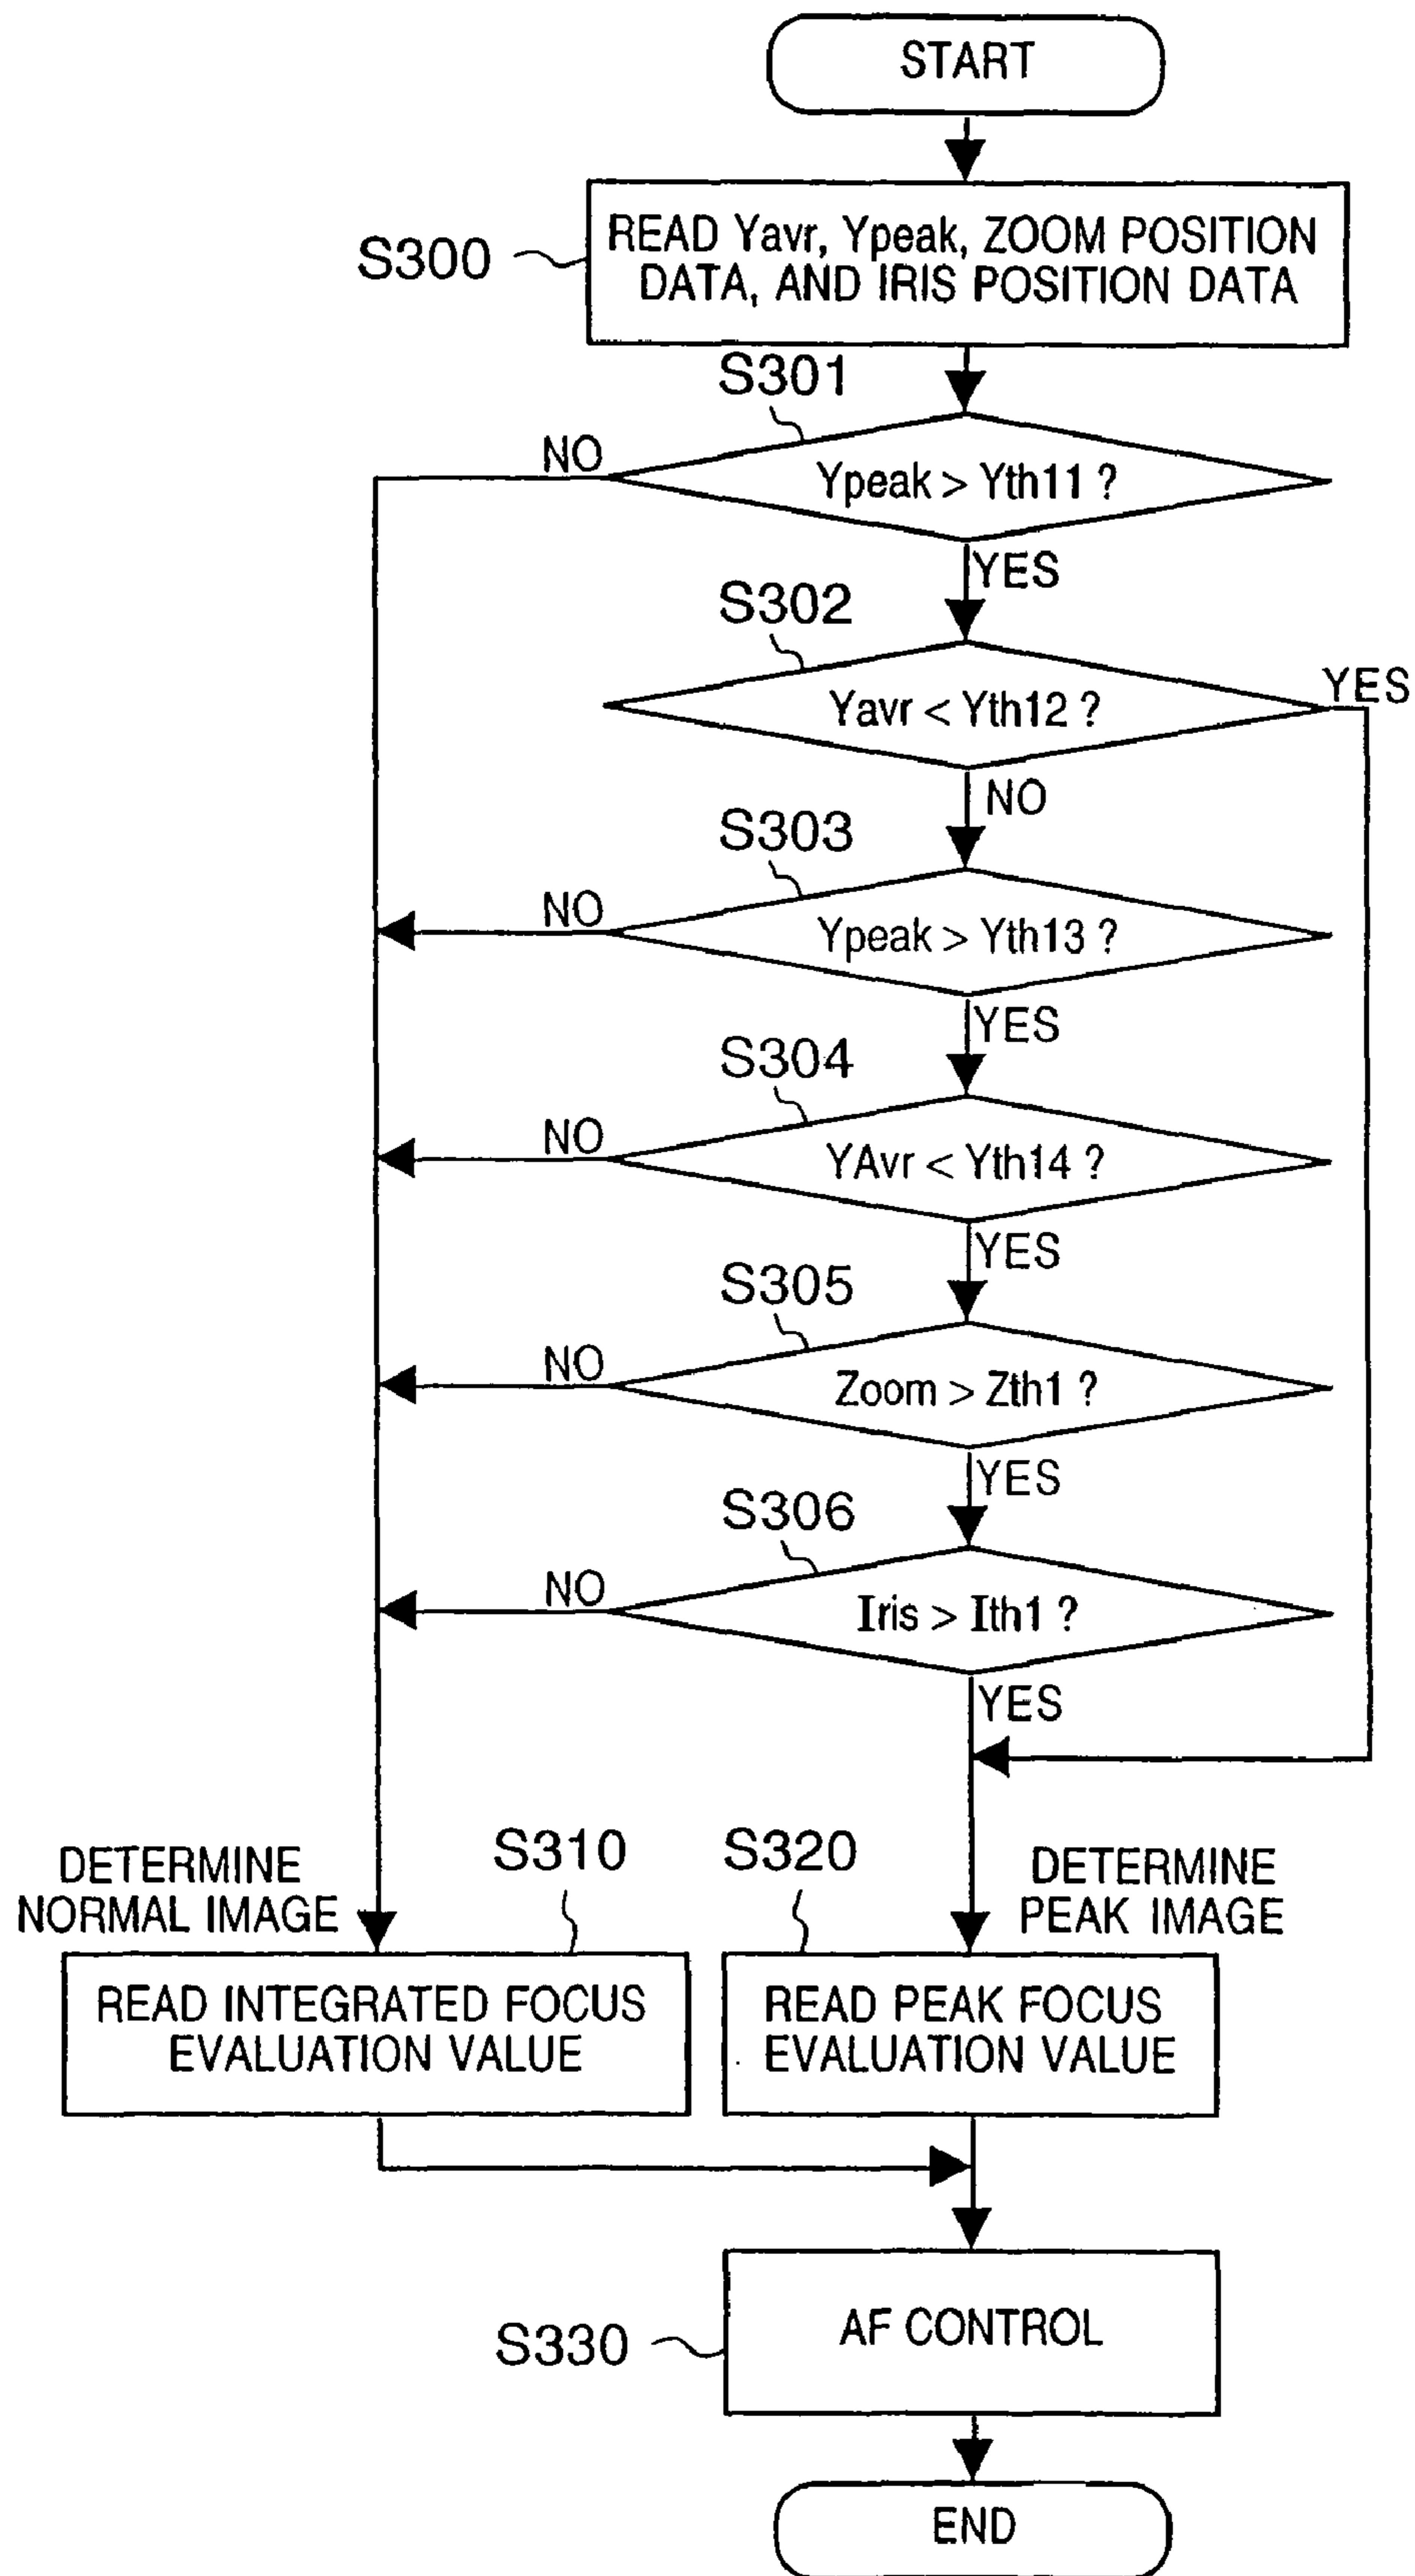 START
READ Yavr, Ypeak, ZOOM POSITION
DATA, AND IRIS POSITION DATA
S300
S301
NO
Ypeak > Yth11 ?
YES
S302
YES
Yavr < Yth12 ?
NO
S303
NO
Ypeak > Yth13 ?
YES
S304
NO
YAvr < Yth14 ?
YES
S305
NO
Zoom > Zth1 ?
YES
S306
NO
Iris > Ith1 ?
YES
DETERMINE
NORMAL IMAGE
S310
S320
DETERMINE
PEAK IMAGE
READ INTEGRATED FOCUS
EVALUATION VALUE
READ PEAK FOCUS
EVALUATION VALUE
AF CONTROL
S330
END